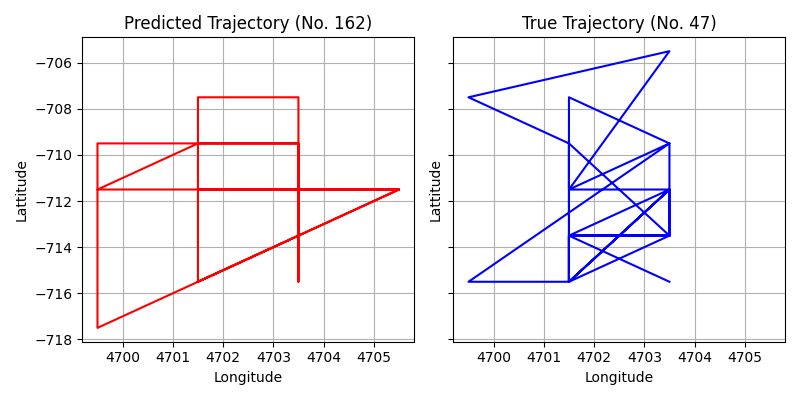 Predicted Trajectory (No. 162)
True Trajectory (No. 47)
−706
−708
−710
−712
−714
−716
−718
Lattitude
Lattitude
4700 4701 4702 4703 4704 4705
4700 4701 4702 4703 4704 4705
Longitude
Longitude